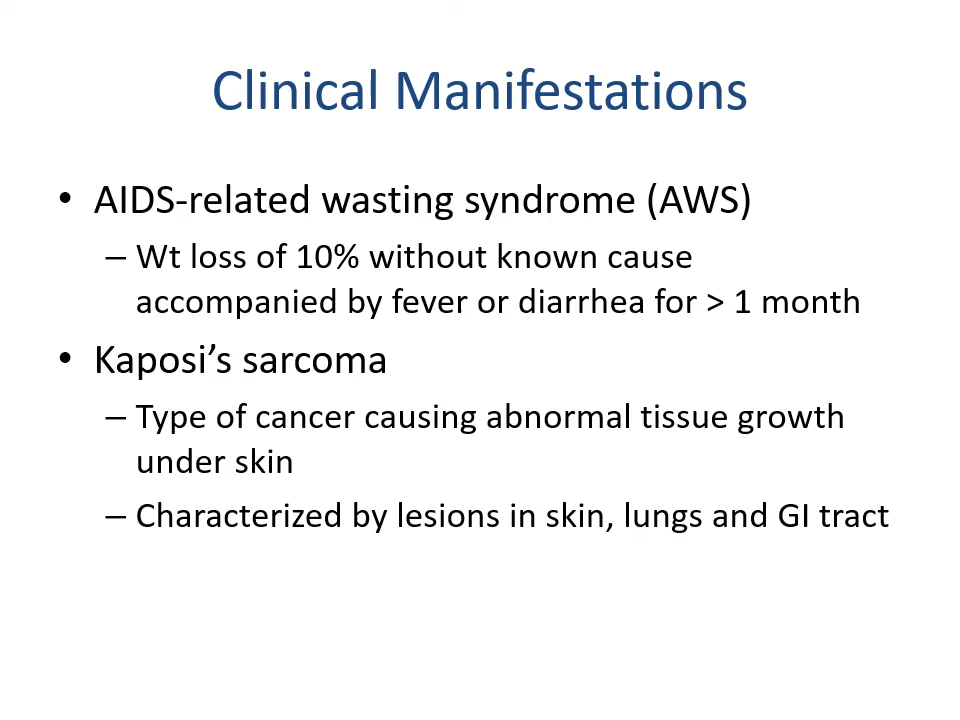 Clinical Manifestations
• AIDS-related wasting syndrome (AWS)
– Wt loss of 10% without known cause
accompanied by fever or diarrhea for > 1 month
• Kaposi’s sarcoma
– Type of cancer causing abnormal tissue growth
under skin
– Characterized by lesions in skin, lungs and GI tract